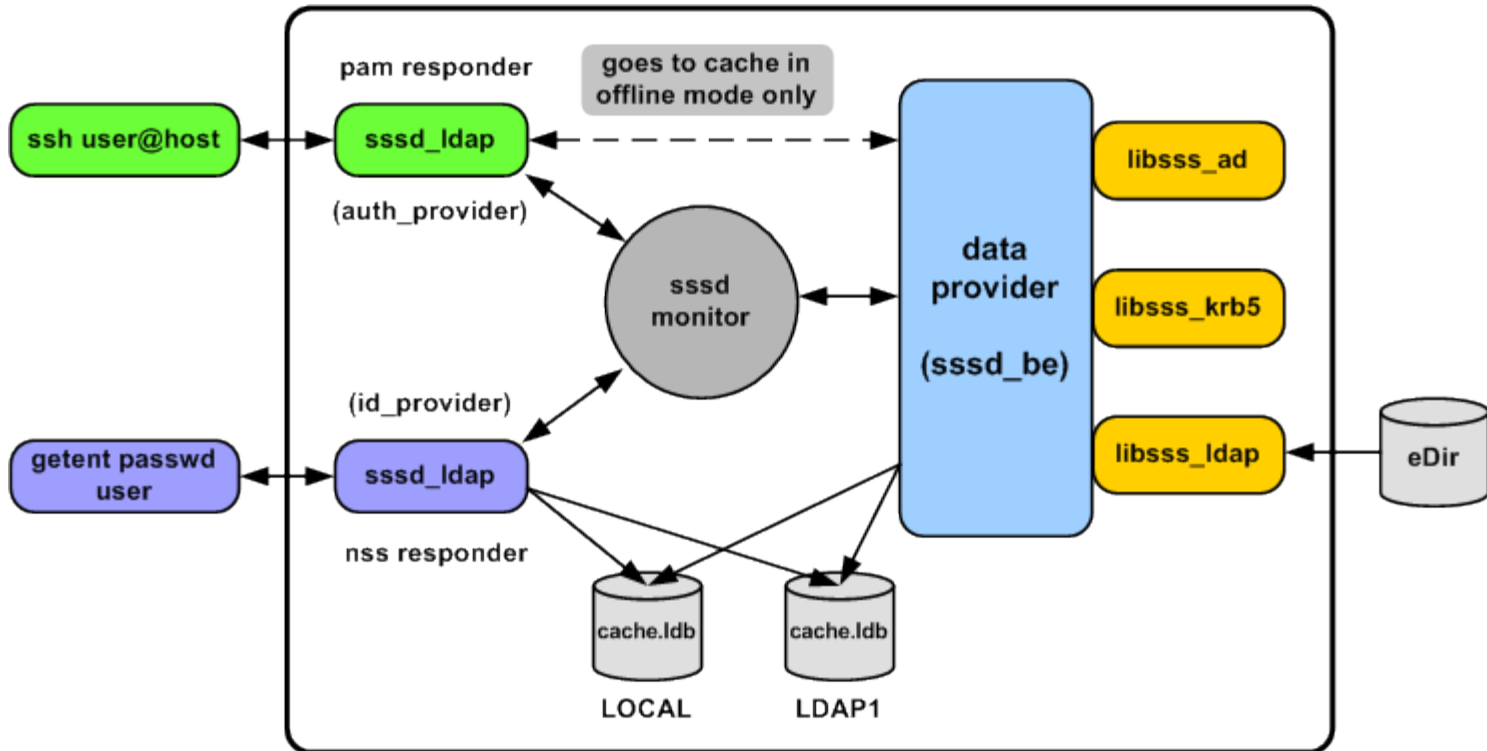 pam responder
goes to cache in
offline mode only
ssh user@host
sssd_ldap
libsss_ad
(auth_provider)
data
provider
(sssd_be)
sssd
monitor
libsss_krb5
(id_provider)
getent passwd
user
sssd_ldap
libsss_ldap
eDir
nss responder
cache.ldb
cache.ldb
LOCAL
LDAP1